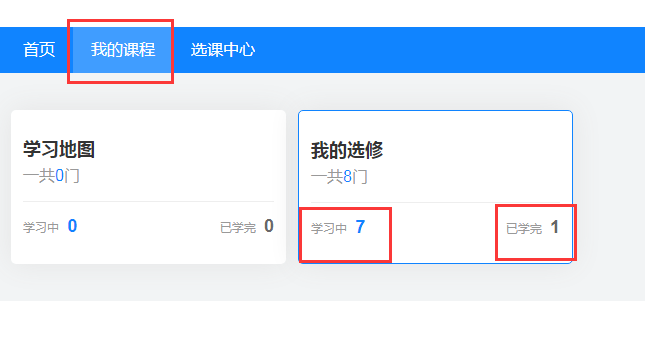 首页 我的课程 选课中心
学习地图
一共0门
学习中 0 已学完 0
我的选修
一共8门
学习中 7 已学完 1